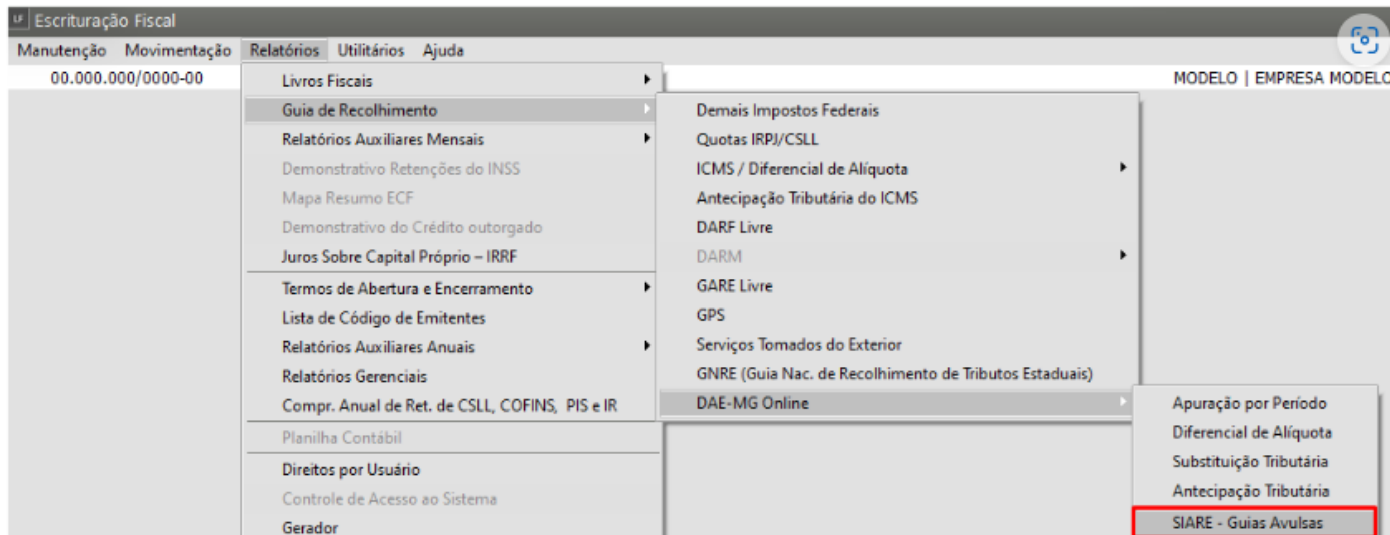 LF Escrituração Fiscal
Manutenção Movimentação Relatórios Utilitários Ajuda
00.000.000/0000-00
MODELO | EMPRESA MODELO
Livros Fiscais
Guia de Recolhimento
Relatórios Auxiliares Mensais
Demonstrativo Retenções do INSS
Mapa Resumo ECF
Demonstrativo do Crédito outorgado
Juros Sobre Capital Próprio – IRRF
Termos de Abertura e Encerramento
Lista de Código de Emitentes
Relatórios Auxiliares Anuais
Relatórios Gerenciais
Compr. Anual de Ret. de CSLL, COFINS, PIS e IR
Planilha Contábil
Direitos por Usuário
Controle de Acesso ao Sistema
Gerador
Demais Impostos Federais
Quotas IRPJ/CSLL
ICMS / Diferencial de Alíquota
Antecipação Tributária do ICMS
DARF Livre
DARM
GARE Livre
GPS
Serviços Tomados do Exterior
GNRE (Guia Nac. de Recolhimento de Tributos Estaduais)
DAE-MG Online
Apuração por Período
Diferencial de Alíquota
Substituição Tributária
Antecipação Tributária
SIARE - Guias Avulsas